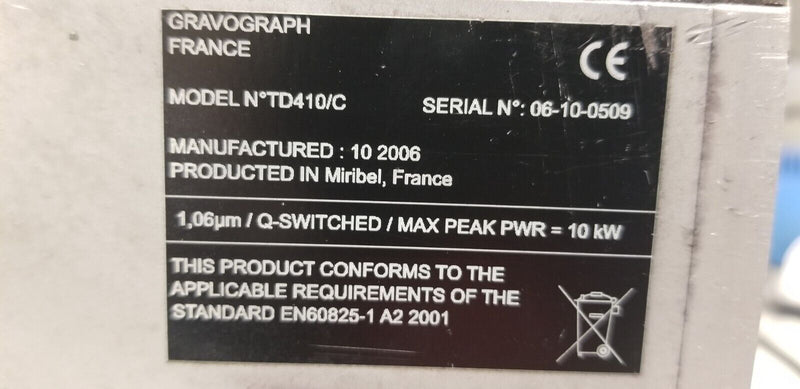 GRAVOGRAPH
FRANCE
CE
MODEL N°TD410/C
SERIAL N°: 06-10-0509
MANUFACTURED : 10 2006
PRODUCTED IN Miribel, France
1,06µm / Q-SWITCHED / MAX PEAK PWR = 10 kW
THIS PRODUCT CONFORMS TO THE
APPLICABLE REQUIREMENTS OF THE
STANDARD EN60825-1 A2 2001